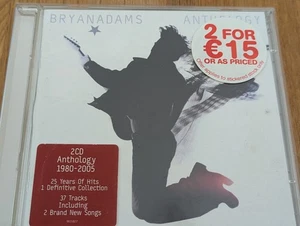 BRYANADAMS ANTHOLOGY
2 FOR
€15
OR AS PRICED
2CD
Anthology
1980-2005
25 Years Of Hits
1 Definitive Collection
37 Tracks
Including
2 Brand New Songs